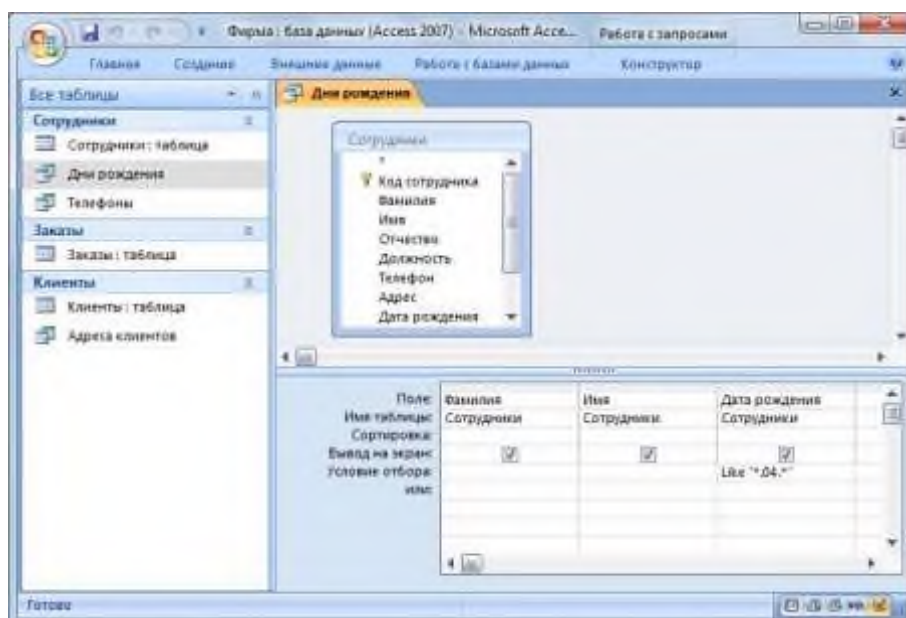 Фирма : база данных (Access 2007) - Microsoft Acce...
Работа с запросами
Главная Создание Внешние данные Работа с базами данных Конструктор
Все таблицы
Дни рождения
Сотрудники
Сотрудники : таблица
Дни рождения
Телефоны
Заказы
Заказы : таблица
Клиенты
Клиенты : таблица
Адреса клиентов
Сотрудники
*
Код сотрудника
Фамилия
Имя
Отчество
Должность
Телефон
Адрес
Дата рождения
Поле: Фамилия Имя Дата рождения
Имя таблицы: Сотрудники Сотрудники Сотрудники
Сортировка:
Вывод на экран:
Условие отбора: Like "*.04.*"
или:
Готово